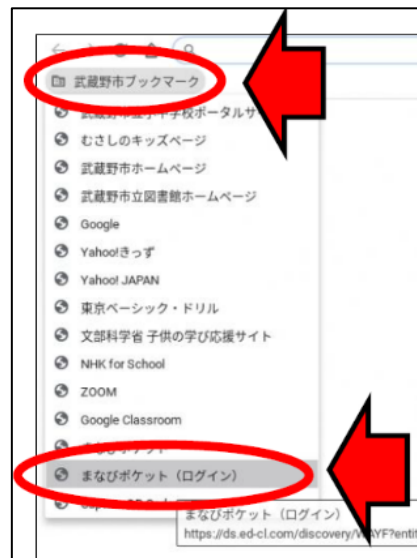 武蔵野市ブックマーク
むさしのキッズページ
武蔵野市ホームページ
武蔵野市立図書館ホームページ
Google
Yahoo!きっず
Yahoo! JAPAN
東京ベーシック・ドリル
文部科学省 子供の学び応援サイト
NHK for School
ZOOM
Google Classroom
まなびポケット（ログイン）
まなびポケット（ログイン）
https://ds.ed-cl.com/discovery/WAYF?entit